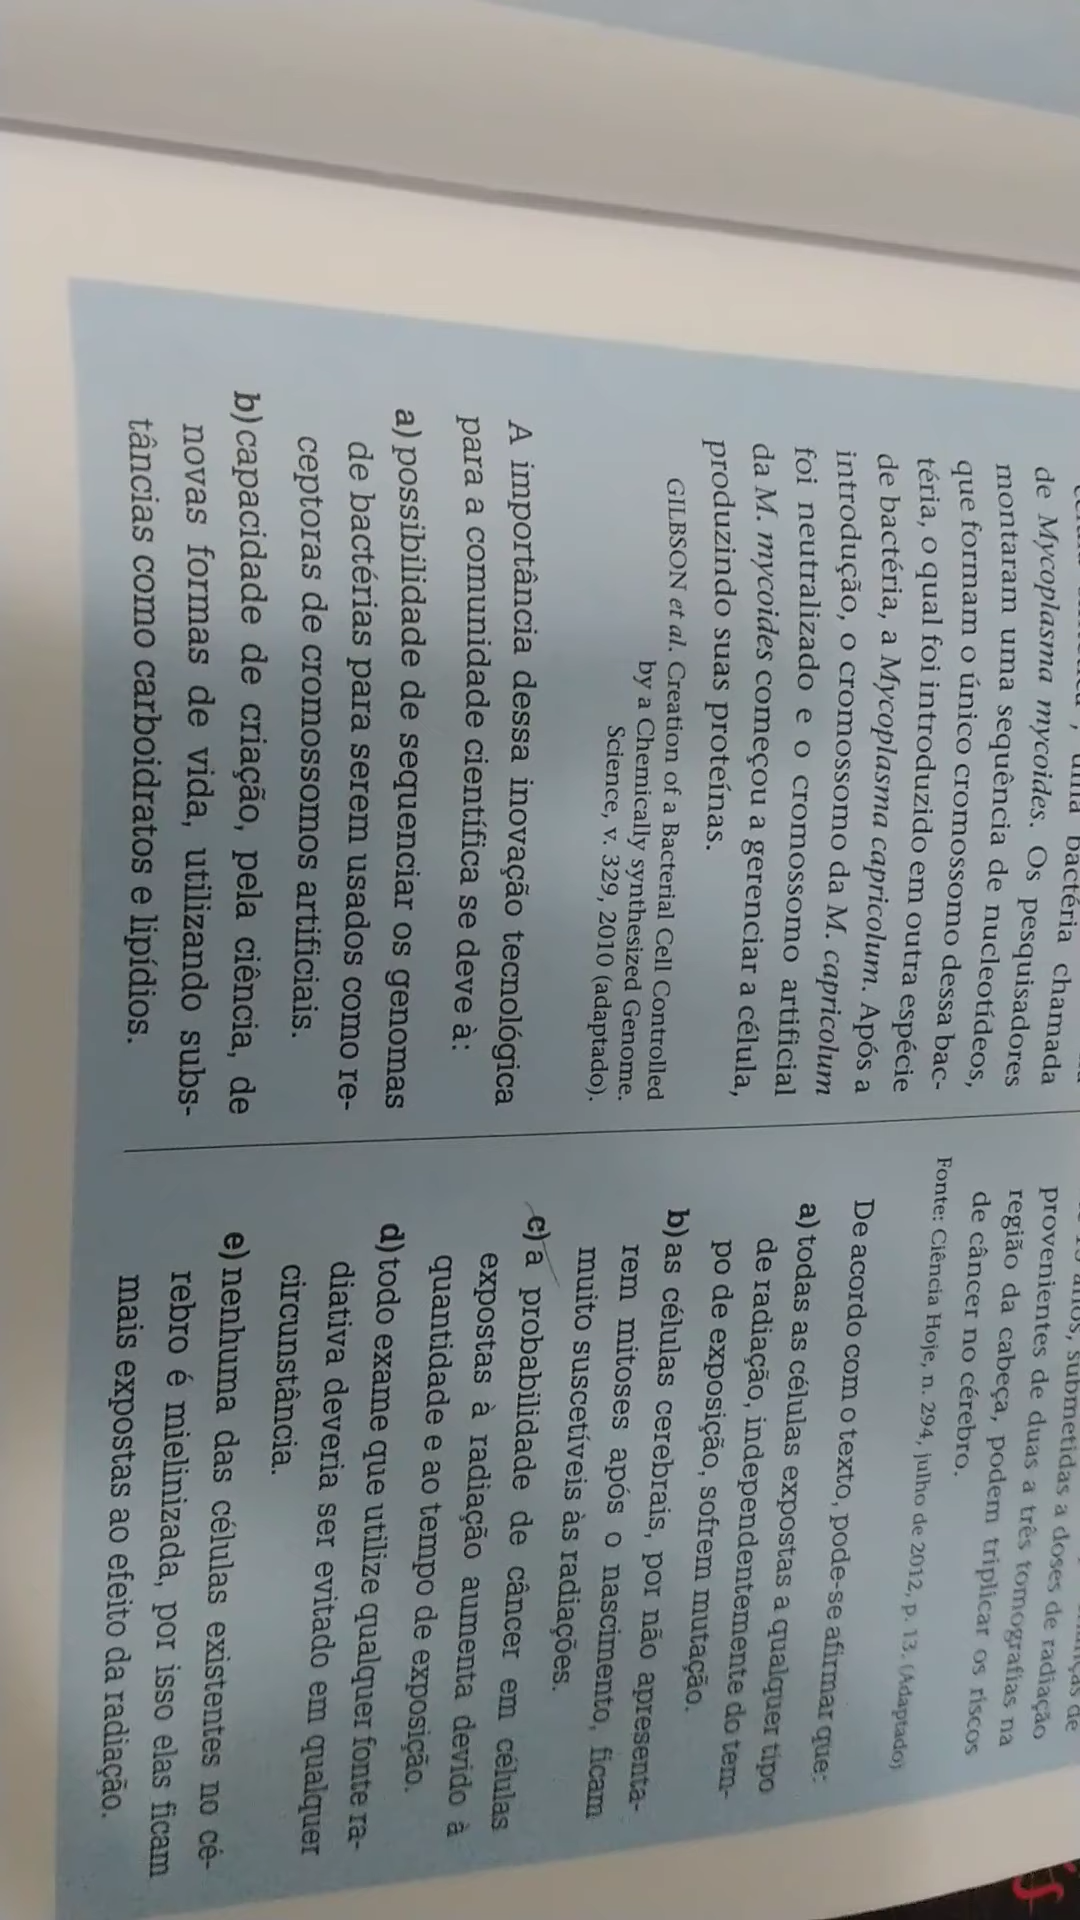 bactéria chamada
de Mycoplasma mycoides. Os pesquisadores
montaram uma sequência de nucleotídeos,
que formam o único cromossomo dessa bac-
téria, o qual foi introduzido em outra espécie
de bactéria, a Mycoplasma capricolum. Após a
introdução, o cromossomo da M. capricolum
foi neutralizado e o cromossomo artificial
da M. mycoides começou a gerenciar a célula,
produzindo suas proteínas.
GILBSON et al. Creation of a Bacterial Cell Controlled
by a Chemically synthesized Genome.
Science, v. 329, 2010 (adaptado).
A importância dessa inovação tecnológica
para a comunidade científica se deve à:
a) possibilidade de sequenciar os genomas
de bactérias para serem usados como re-
ceptoras de cromossomos artificiais.
b) capacidade de criação, pela ciência, de
novas formas de vida, utilizando subs-
tâncias como carboidratos e lipídios.
anos, submetidas a doses de radiação
provenientes de duas a três tomografias na
região da cabeça, podem triplicar os riscos
de câncer no cérebro.
Fonte: Ciência Hoje, n. 294, julho de 2012, p. 13. (Adaptado)
De acordo com o texto, pode-se afirmar que:
a) todas as células expostas a qualquer tipo
de radiação, independentemente do tem-
po de exposição, sofrem mutação.
b) as células cerebrais, por não apresenta-
rem mitoses após o nascimento, ficam
muito suscetíveis às radiações.
c) a probabilidade de câncer em células
expostas à radiação aumenta devido à
quantidade e ao tempo de exposição.
d) todo exame que utilize qualquer fonte ra-
diativa deveria ser evitado em qualquer
circunstância.
e) nenhuma das células existentes no cé-
rebro é mielinizada, por isso elas ficam
mais expostas ao efeito da radiação.